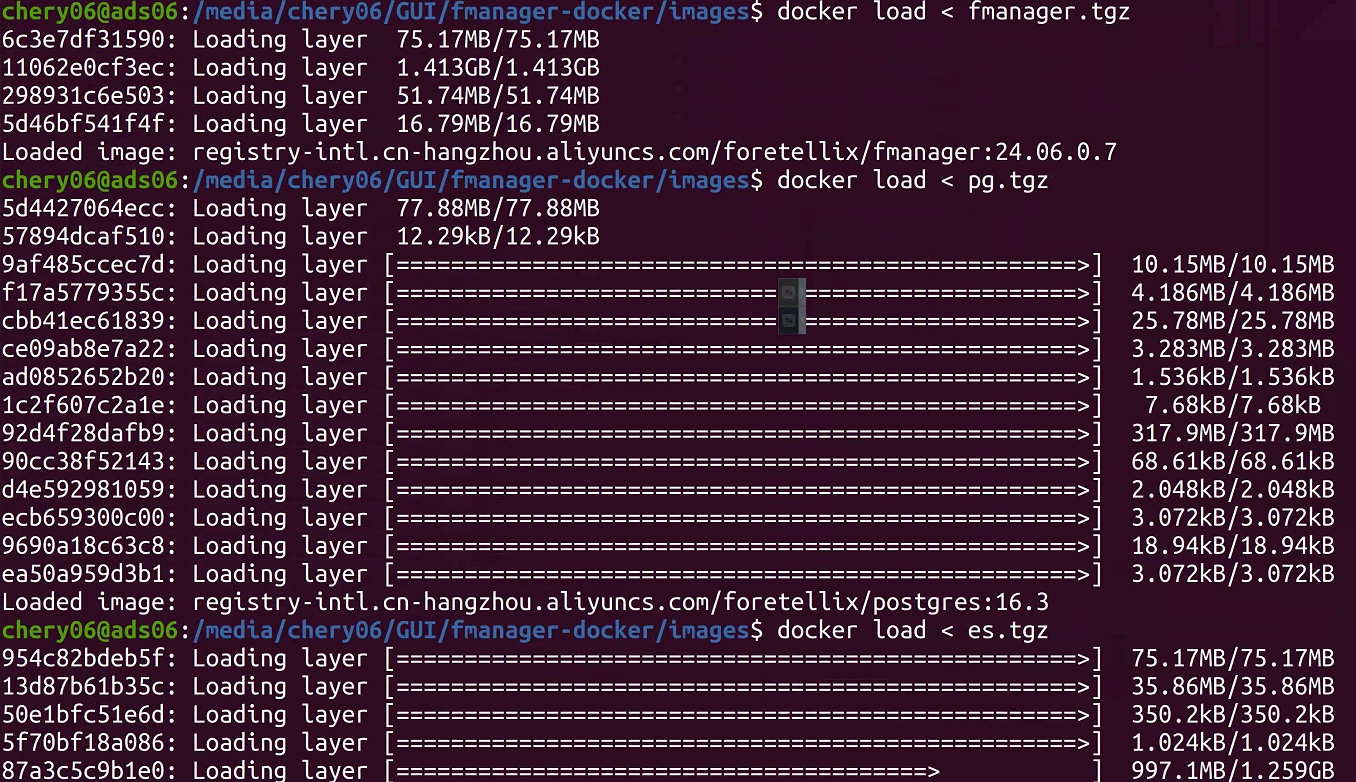 chery06@ads06:/media/chery06/GUI/fmanager-docker/images$ docker load < fmanager.tgz
6c3e7df31590: Loading layer  75.17MB/75.17MB
11062e0cf3ec: Loading layer  1.413GB/1.413GB
298931c6e503: Loading layer  51.74MB/51.74MB
5d46bf541f4f: Loading layer  16.79MB/16.79MB
Loaded image: registry-intl.cn-hangzhou.aliyuncs.com/foretellix/fmanager:24.06.0.7
chery06@ads06:/media/chery06/GUI/fmanager-docker/images$ docker load < pg.tgz
5d4427064ecc: Loading layer  77.88MB/77.88MB
57894dcaf510: Loading layer  12.29kB/12.29kB
9af485ccec7d: Loading layer [==================================================>]  10.15MB/10.15MB
f17a5779355c: Loading layer [==================================================>]  4.186MB/4.186MB
cbb41ec61839: Loading layer [==================================================>]  25.78MB/25.78MB
ce09ab8e7a22: Loading layer [==================================================>]  3.283MB/3.283MB
ad0852652b20: Loading layer [==================================================>]  1.536kB/1.536kB
1c2f607c2a1e: Loading layer [==================================================>]   7.68kB/7.68kB
92d4f28dafb9: Loading layer [==================================================>]  317.9MB/317.9MB
90cc38f52143: Loading layer [==================================================>]  68.61kB/68.61kB
d4e592981059: Loading layer [==================================================>]  2.048kB/2.048kB
ecb659300c00: Loading layer [==================================================>]  3.072kB/3.072kB
9690a18c63c8: Loading layer [==================================================>]  18.94kB/18.94kB
ea50a959d3b1: Loading layer [==================================================>]  3.072kB/3.072kB
Loaded image: registry-intl.cn-hangzhou.aliyuncs.com/foretellix/postgres:16.3
chery06@ads06:/media/chery06/GUI/fmanager-docker/images$ docker load < es.tgz
954c82bdeb5f: Loading layer [==================================================>]  75.17MB/75.17MB
13d87b61b35c: Loading layer [==================================================>]  35.86MB/35.86MB
50e1bfc51e6d: Loading layer [==================================================>]  350.2kB/350.2kB
5f70bf18a086: Loading layer [==================================================>]  1.024kB/1.024kB
87a3c5c9b1e0: Loading layer [=======================================>           ]  997.1MB/1.259GB